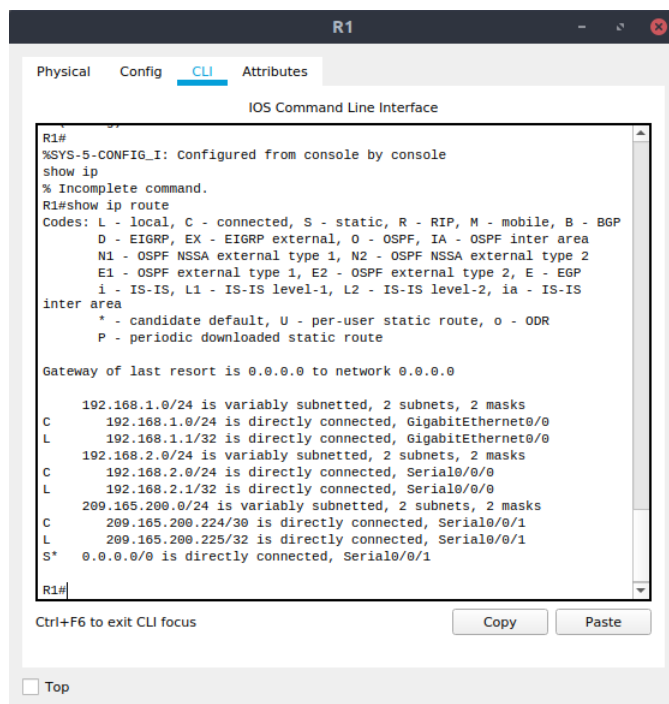 R1
Physical Config CLI Attributes
IOS Command Line Interface
R1#
%SYS-5-CONFIG_I: Configured from console by console
show ip
% Incomplete command.
R1#show ip route
Codes: L - local, C - connected, S - static, R - RIP, M - mobile, B - BGP
D - EIGRP, EX - EIGRP external, O - OSPF, IA - OSPF inter area
N1 - OSPF NSSA external type 1, N2 - OSPF NSSA external type 2
E1 - OSPF external type 1, E2 - OSPF external type 2, E - EGP
i - IS-IS, L1 - IS-IS level-1, L2 - IS-IS level-2, ia - IS-IS
inter area
* - candidate default, U - per-user static route, o - ODR
P - periodic downloaded static route
Gateway of last resort is 0.0.0.0 to network 0.0.0.0
192.168.1.0/24 is variably subnetted, 2 subnets, 2 masks
C 192.168.1.0/24 is directly connected, GigabitEthernet0/0
L 192.168.1.1/32 is directly connected, GigabitEthernet0/0
192.168.2.0/24 is variably subnetted, 2 subnets, 2 masks
C 192.168.2.0/24 is directly connected, Serial0/0/0
L 192.168.2.1/32 is directly connected, Serial0/0/0
209.165.200.0/24 is variably subnetted, 2 subnets, 2 masks
C 209.165.200.224/30 is directly connected, Serial0/0/1
L 209.165.200.225/32 is directly connected, Serial0/0/1
S* 0.0.0.0/0 is directly connected, Serial0/0/1
R1#
Ctrl+F6 to exit CLI focus Copy Paste
Top